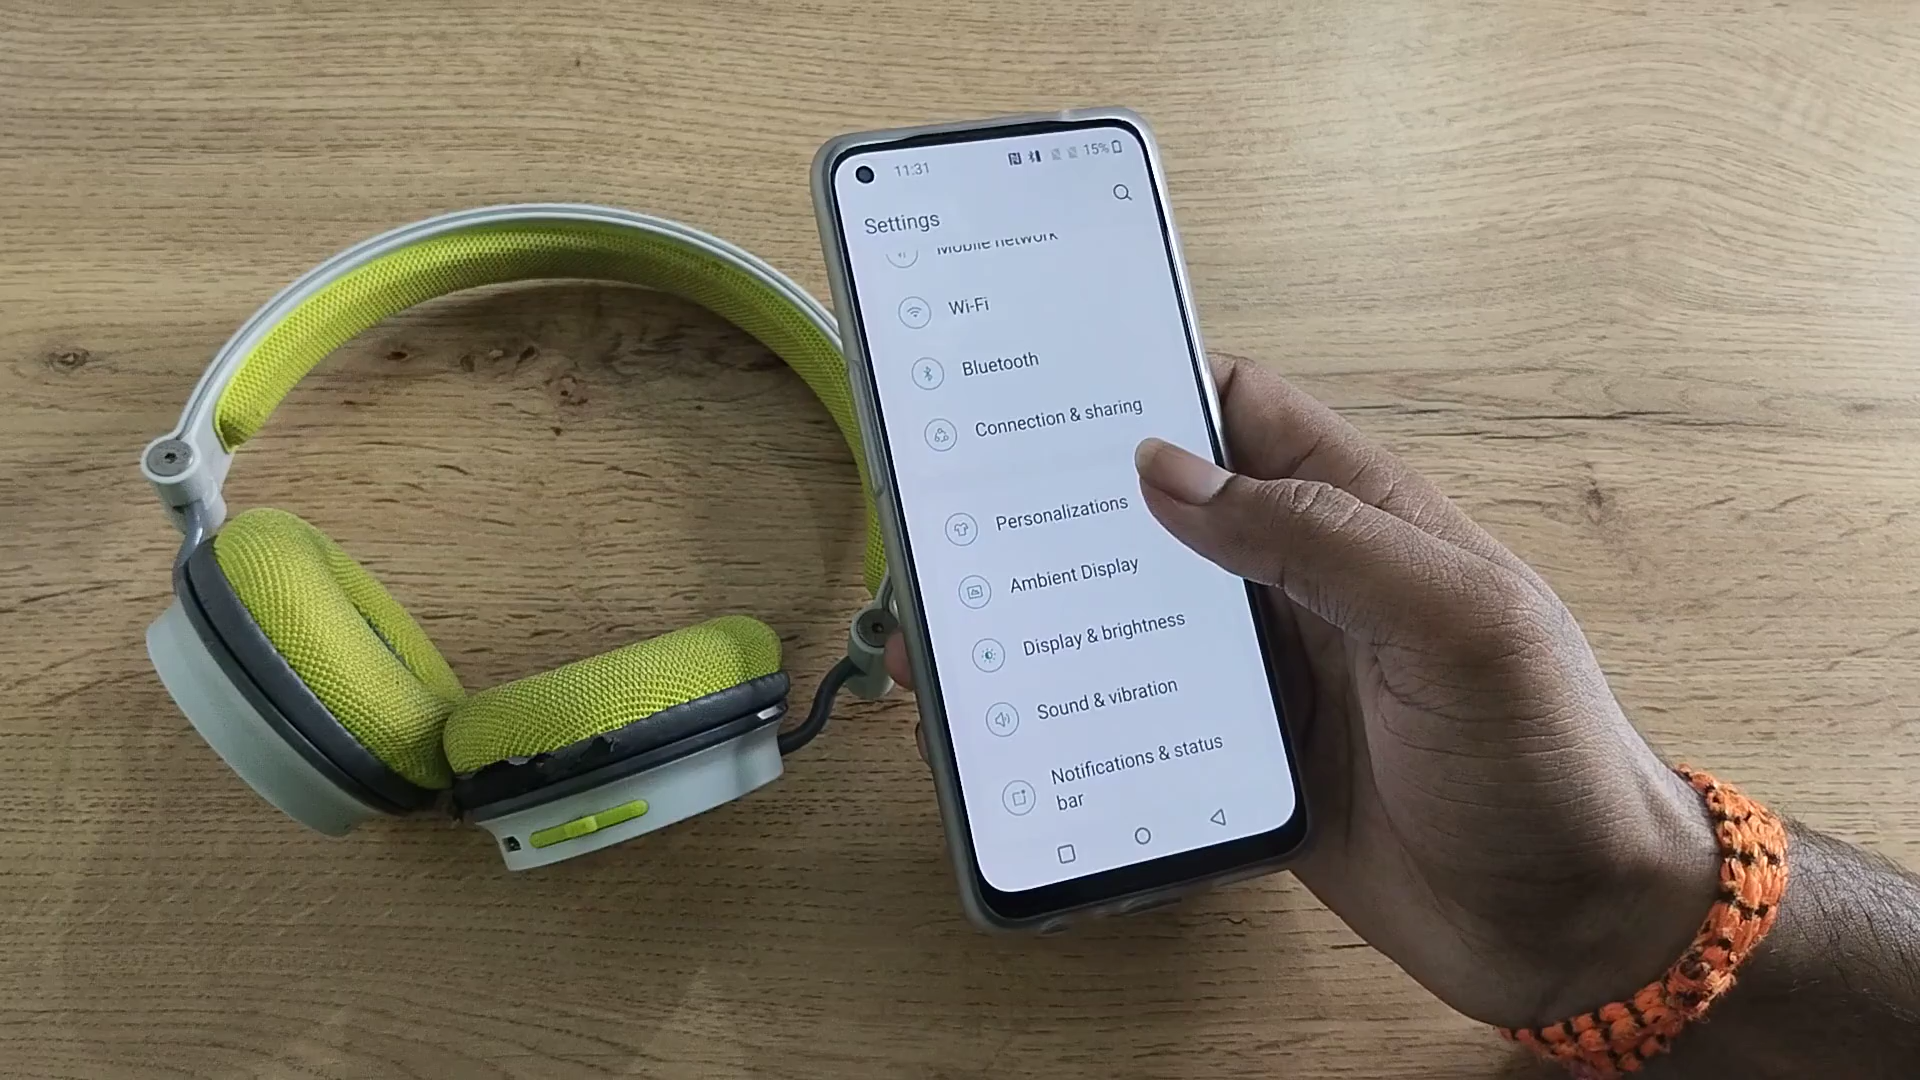 11:31 15%
Settings
Mobile network
Wi-Fi
Bluetooth
Connection & sharing
Personalizations
Ambient Display
Display & brightness
Sound & vibration
Notifications & status
bar